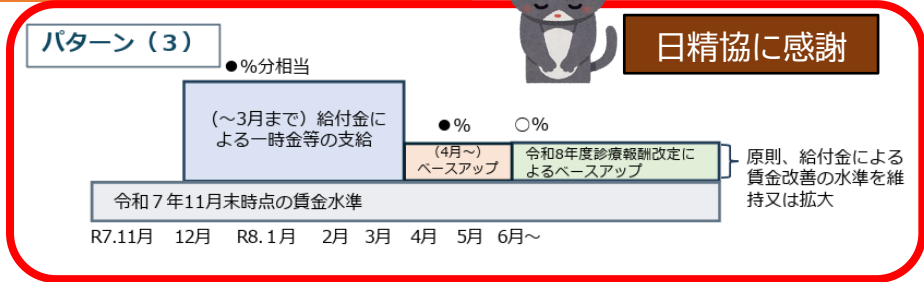 パターン（３）
日精協に感謝
●％分相当
（～3月まで）給付金に
よる一時金等の支給
●％
○％
（4月～）
ベースアップ
令和8年度診療報酬改定に
よるベースアップ
原則、給付金による
賃金改善の水準を維
持又は拡大
令和７年11月末時点の賃金水準
R7.11月 12月 R8.１月 2月 3月 4月 5月 6月～